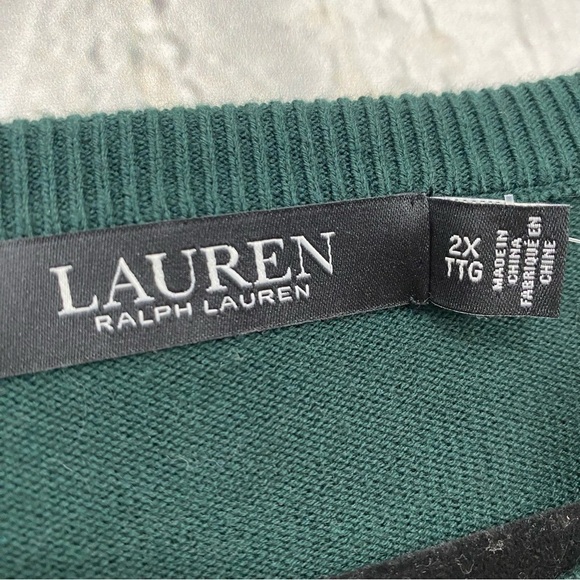 LAUREN
RALPH LAUREN
2X
TTG
MADE IN
CHINA
FABRIQUÉ EN
CHINE